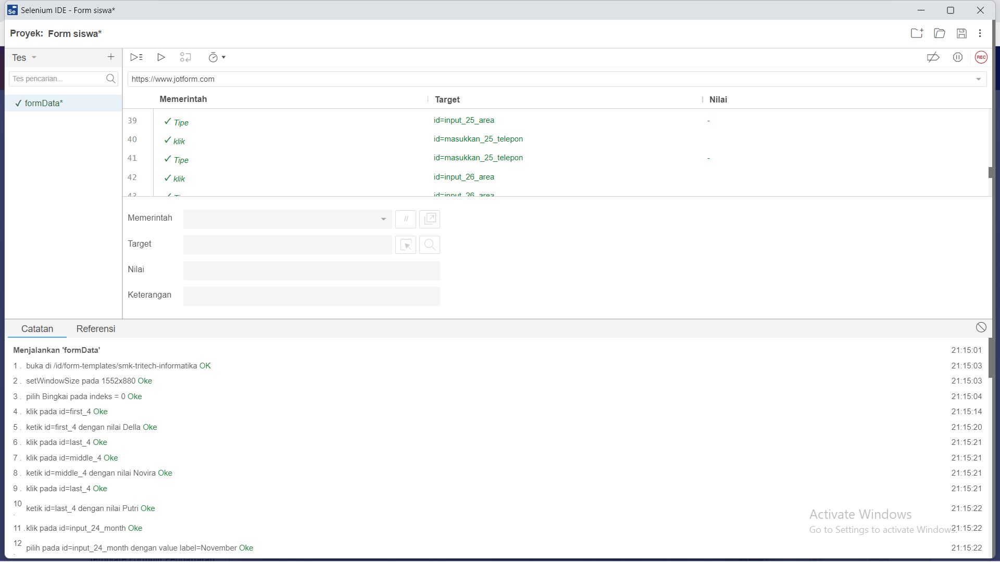 Selenium IDE - Form siswa*
Proyek: Form siswa*
Tes
Tes pencarian...
✓ formData*
REC
https://www.jotform.com
Memerintah Target Nilai
39 ✓ Tipe id=input_25_area -
40 ✓ klik id=masukkan_25_telepon
41 ✓ Tipe id=masukkan_25_telepon -
42 ✓ klik id=input_26_area
43 id=input_26_area
Memerintah //
Target
Nilai
Keterangan
Catatan Referensi
Menjalankan 'formData' 21:15:01
1 . buka di /id/form-templates/smk-tritech-informatika OK 21:15:03
2 . setWindowSize pada 1552x880 Oke 21:15:03
3 . pilih Bingkai pada indeks = 0 Oke 21:15:04
4 . klik pada id=first_4 Oke 21:15:14
5 . ketik id=first_4 dengan nilai Della Oke 21:15:20
6 . klik pada id=last_4 Oke 21:15:21
7 . klik pada id=middle_4 Oke 21:15:21
8 . ketik id=middle_4 dengan nilai Novira Oke 21:15:21
9 . klik pada id=last_4 Oke 21:15:21
10 . ketik id=last_4 dengan nilai Putri Oke 21:15:22
11 . klik pada id=input_24_month Oke 21:15:22
12 . pilih pada id=input_24_month dengan value label=November Oke 21:15:22
Activate Windows
Go to Settings to activate Windows.